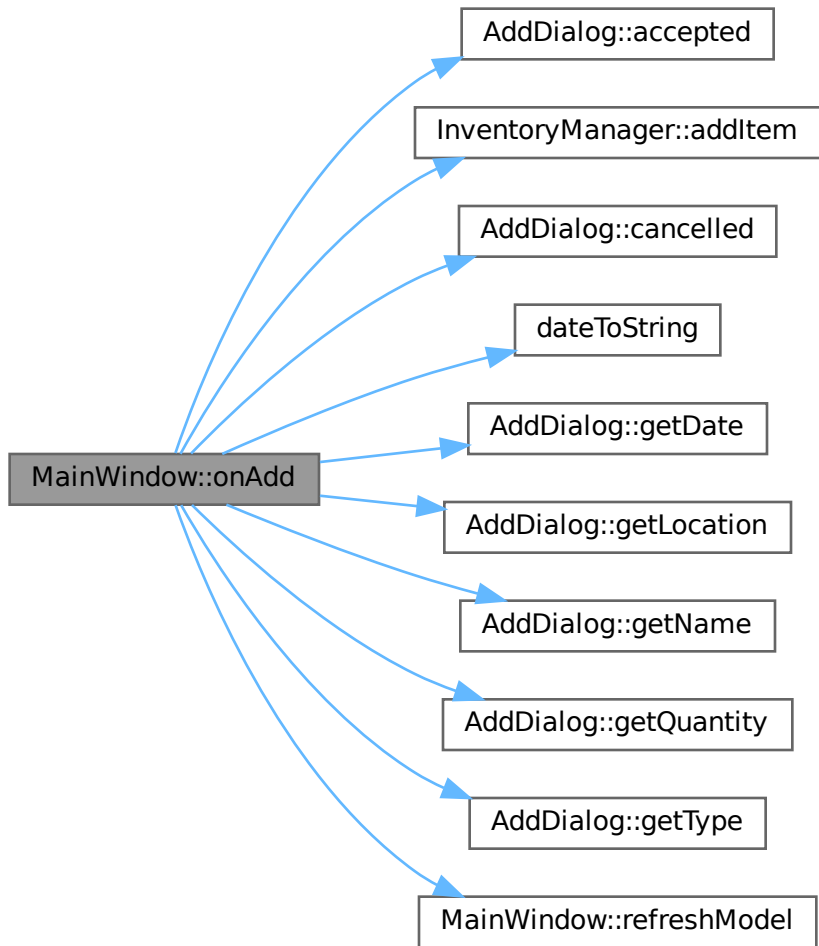 AddDialog::accepted
InventoryManager::addItem
AddDialog::cancelled
dateToString
AddDialog::getDate
MainWindow::onAdd
AddDialog::getLocation
AddDialog::getName
AddDialog::getQuantity
AddDialog::getType
MainWindow::refreshModel